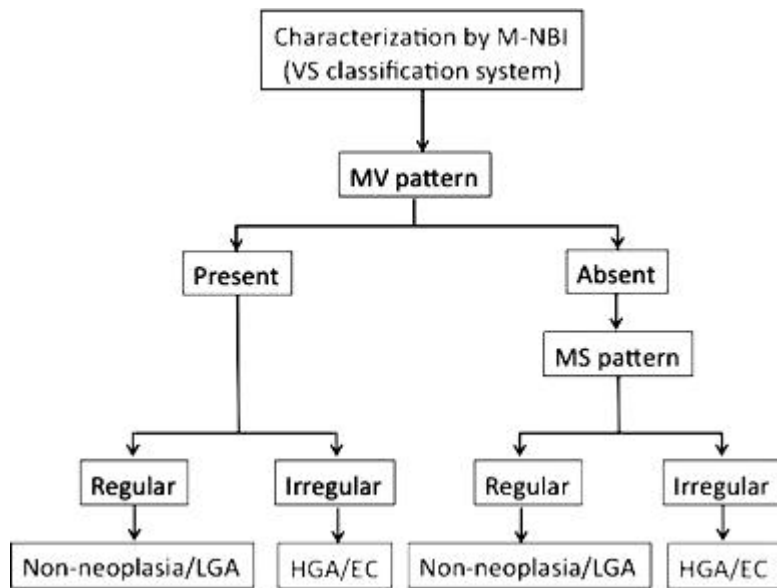 Characterization by M-NBI
(VS classification system)
MV pattern
Present
Absent
MS pattern
Regular
Irregular
Regular
Irregular
Non-neoplasia/LGA
HGA/EC
Non-neoplasia/LGA
HGA/EC